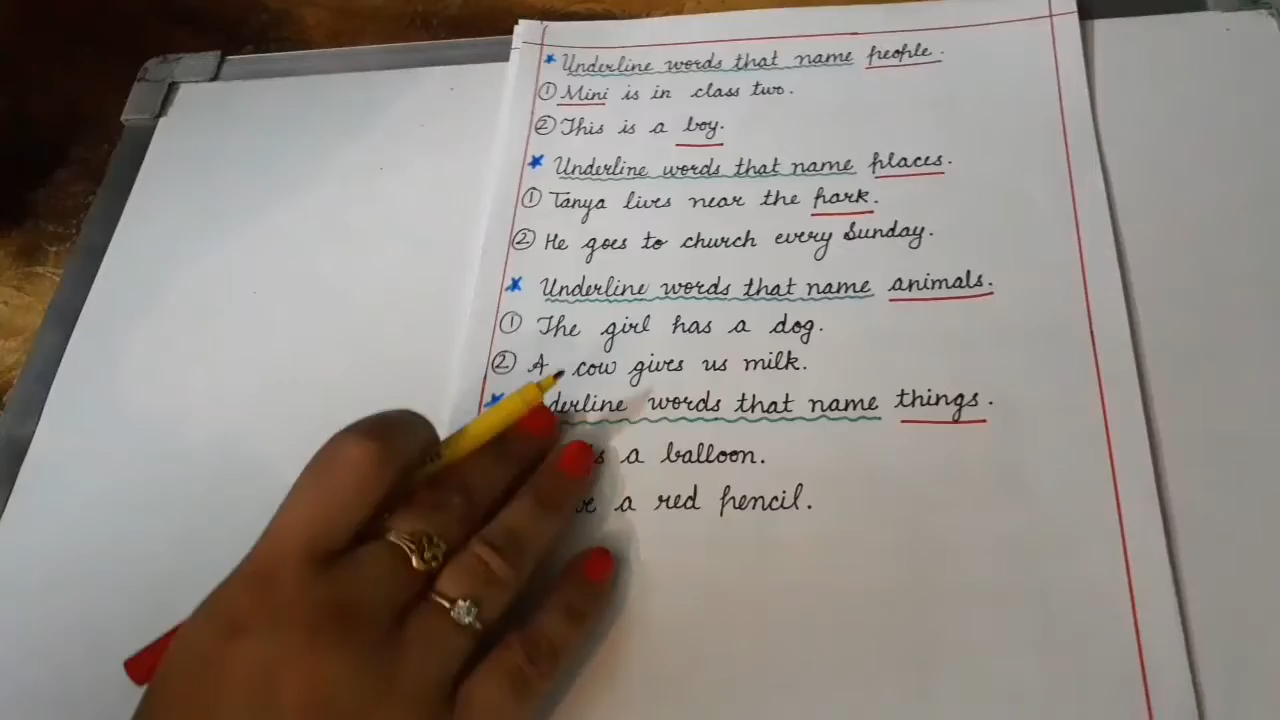 * Underline words that name people.
① Mini is in class two.
② This is a boy.
* Underline words that name places.
① Tanya lives near the park.
② He goes to church every Sunday.
* Underline words that name animals.
① The girl has a dog.
② A cow gives us milk.
* words that name things.
a balloon.
a red pencil.